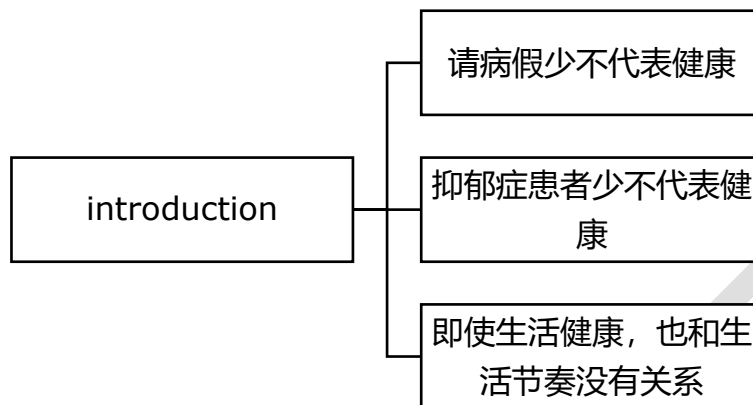 introduction
请病假少不代表健康
抑郁症患者少不代表健
康
即使生活健康，也和生
活节奏没有关系